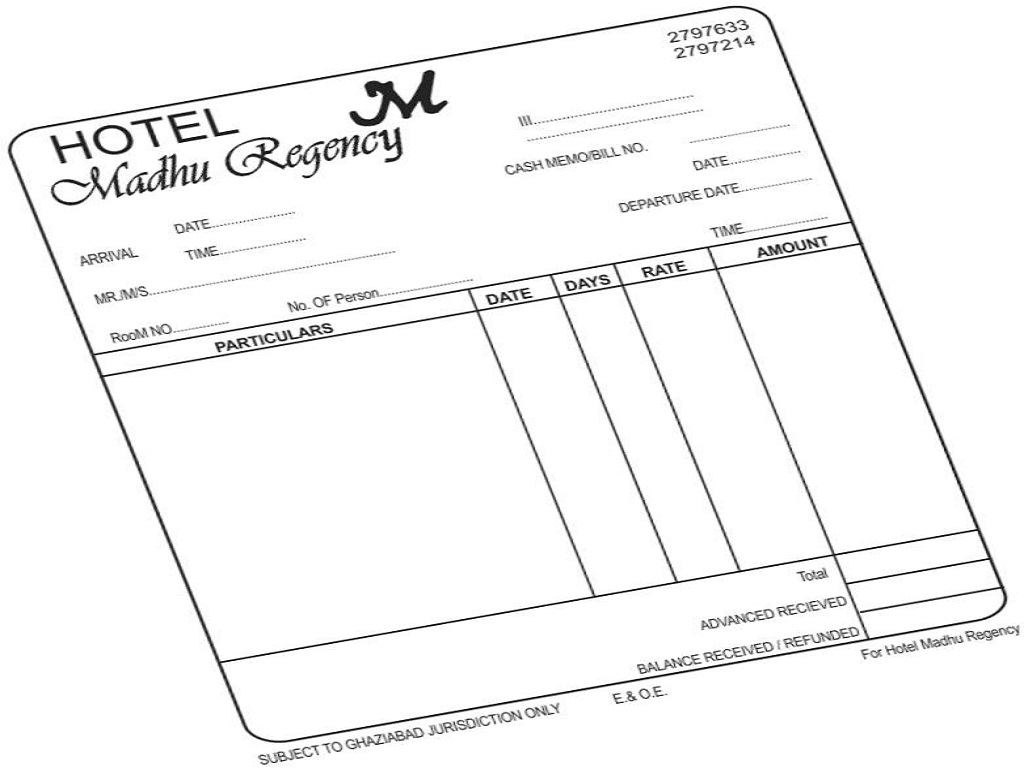 2797633
2797214
M
HOTEL
Madhu Regency
III..........................................
..............................................
CASH MEMO/BILL NO. ..........................
DATE..................
ARRIVAL DATE......................
TIME.......................
DEPARTURE DATE...................
TIME......................
MR./M/S.................................................................
RooM NO............... No. OF Person.........................
PARTICULARS DATE DAYS RATE AMOUNT
Total
ADVANCED RECIEVED
BALANCE RECEIVED / REFUNDED
SUBJECT TO GHAZIABAD JURISDICTION ONLY E.& O.E. For Hotel Madhu Regency